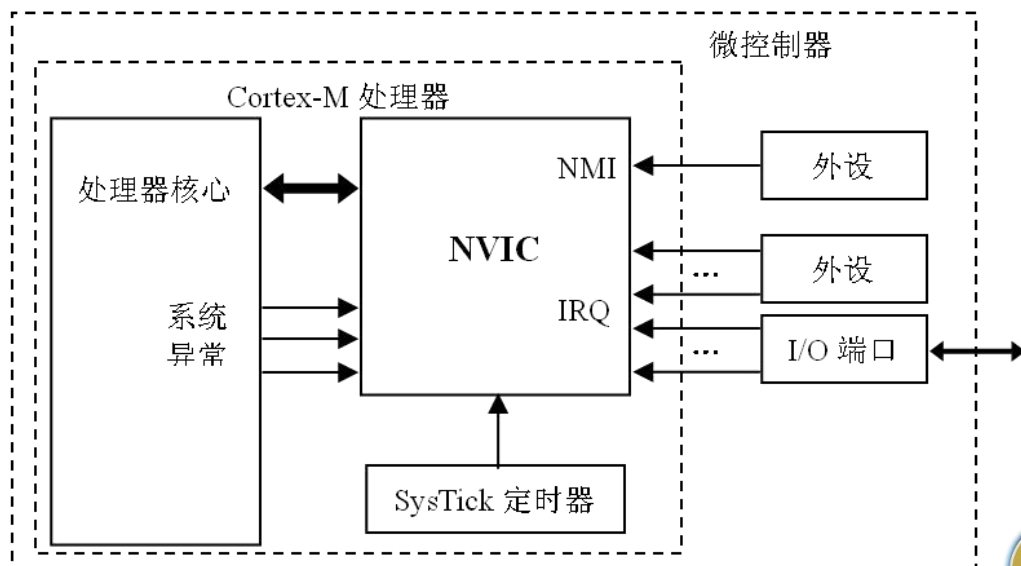 微控制器
Cortex-M 处理器
处理器核心
NMI
外设
NVIC
...
外设
系统
异常
IRQ
...
I/O 端口
SysTick 定时器